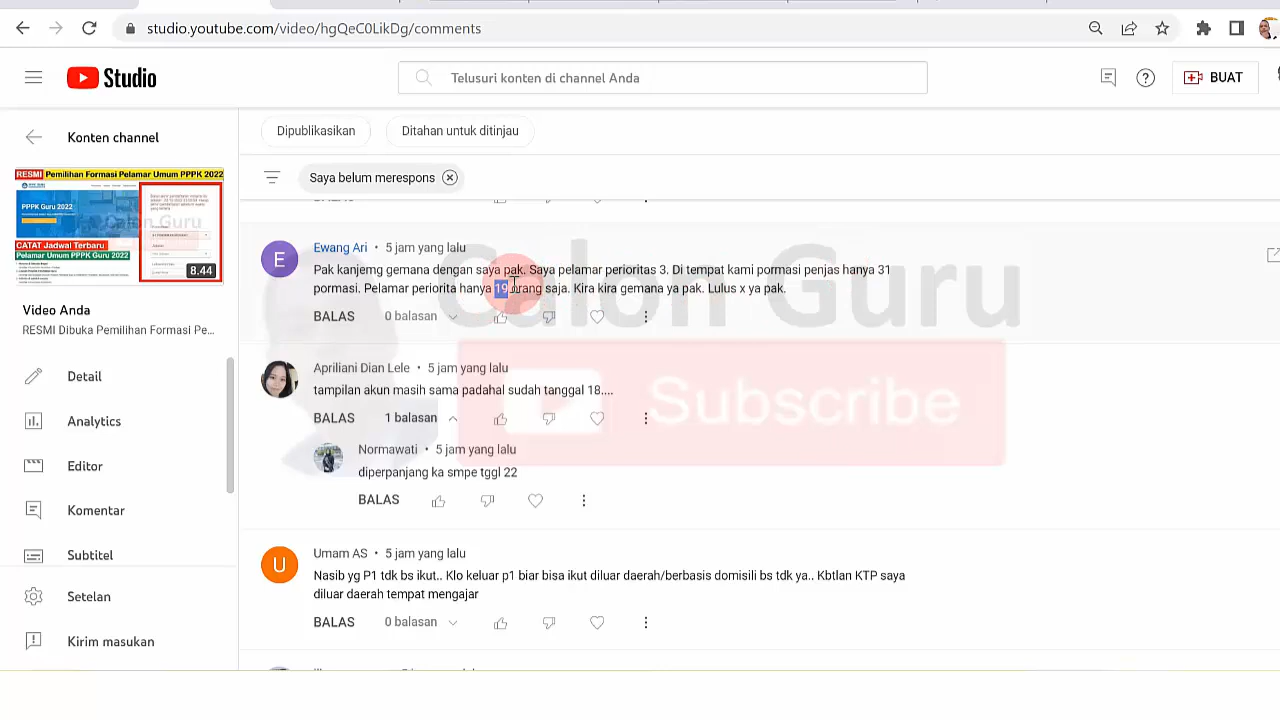 studio.youtube.com/video/hgQeC0LikDg/comments
Studio
Telusuri konten di channel Anda
BUAT
Konten channel
Dipublikasikan
Ditahan untuk ditinjau
Saya belum merespons
RESMI Pemilihan Formasi Pelamar Umum PPPK 2022
PPPK Guru 2022
Calon Guru
CATAT Jadwal Terbaru
Pelamar Umum PPPK Guru 2022
8.44
Video Anda
RESMI Dibuka Pemilihan Formasi Pe...
Detail
Analytics
Editor
Komentar
Subtitel
Setelan
Kirim masukan
E
Ewang Ari • 5 jam yang lalu
Pak kanjemg gemana dengan saya pak. Saya pelamar perioritas 3. Di tempat kami pormasi penjas hanya 31
pormasi. Pelamar periorita hanya 19 orang saja. Kira kira gemana ya pak. Lulus x ya pak.
BALAS 0 balasan
Calon Guru
Subscribe
Apriliani Dian Lele • 5 jam yang lalu
tampilan akun masih sama padahal sudah tanggal 18....
BALAS 1 balasan
Normawati • 5 jam yang lalu
diperpanjang ka smpe tggl 22
BALAS
U
Umam AS • 5 jam yang lalu
Nasib yg P1 tdk bs ikut.. Klo keluar p1 biar bisa ikut diluar daerah/berbasis domisili bs tdk ya.. Kbtlan KTP saya
diluar daerah tempat mengajar
BALAS 0 balasan